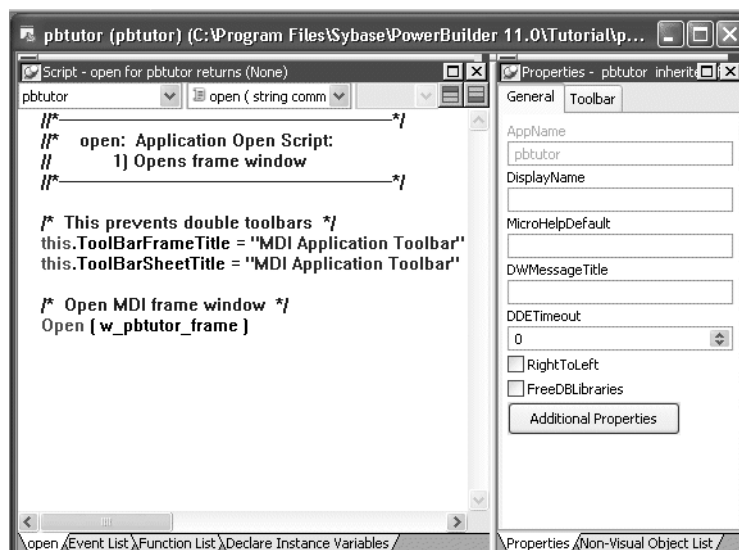 pbtutor (pbtutor) (C:\Program Files\Sybase\PowerBuilder 11.0\Tutorial\p...
Script - open for pbtutor returns (None)
pbtutor
open ( string comm
//*————————————————————*/
//* open: Application Open Script:
// 1) Opens frame window
//*————————————————————*/
/* This prevents double toolbars */
this.ToolBarFrameTitle = "MDI Application Toolbar"
this.ToolBarSheetTitle = "MDI Application Toolbar"
/* Open MDI frame window */
Open ( w_pbtutor_frame )
open Event List Function List Declare Instance Variables
Properties - pbtutor inherite
General Toolbar
AppName
pbtutor
DisplayName
MicroHelpDefault
DWMessageTitle
DDETimeout
0
RightToLeft
FreeDBLibraries
Additional Properties
Properties Non-Visual Object List